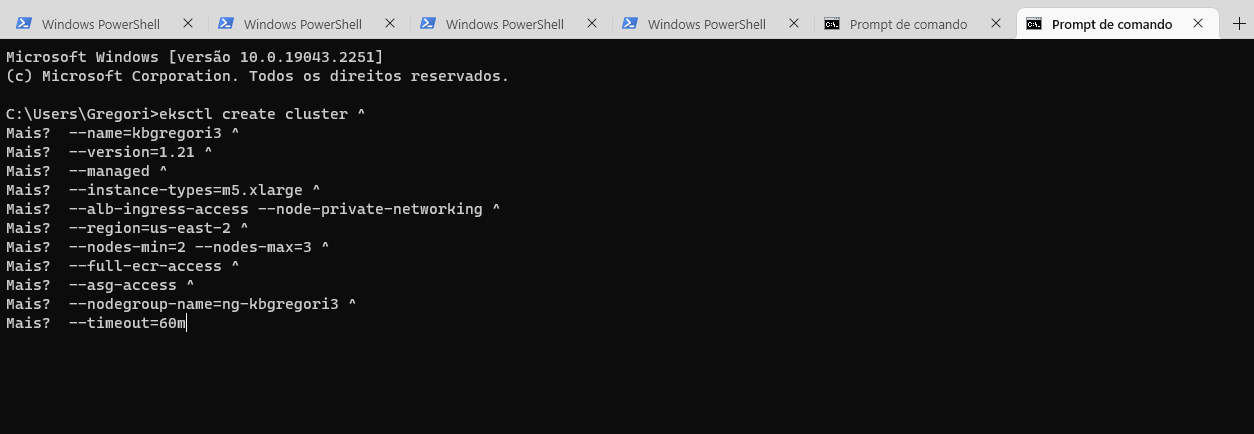 Windows PowerShell Windows PowerShell Windows PowerShell Windows PowerShell Prompt de comando Prompt de comando
Microsoft Windows [versão 10.0.19043.2251]
(c) Microsoft Corporation. Todos os direitos reservados.
C:\Users\Gregori>eksctl create cluster ^
Mais?  --name=kbgregori3 ^
Mais?  --version=1.21 ^
Mais?  --managed ^
Mais?  --instance-types=m5.xlarge ^
Mais?  --alb-ingress-access --node-private-networking ^
Mais?  --region=us-east-2 ^
Mais?  --nodes-min=2 --nodes-max=3 ^
Mais?  --full-ecr-access ^
Mais?  --asg-access ^
Mais?  --nodegroup-name=ng-kbgregori3 ^
Mais?  --timeout=60m